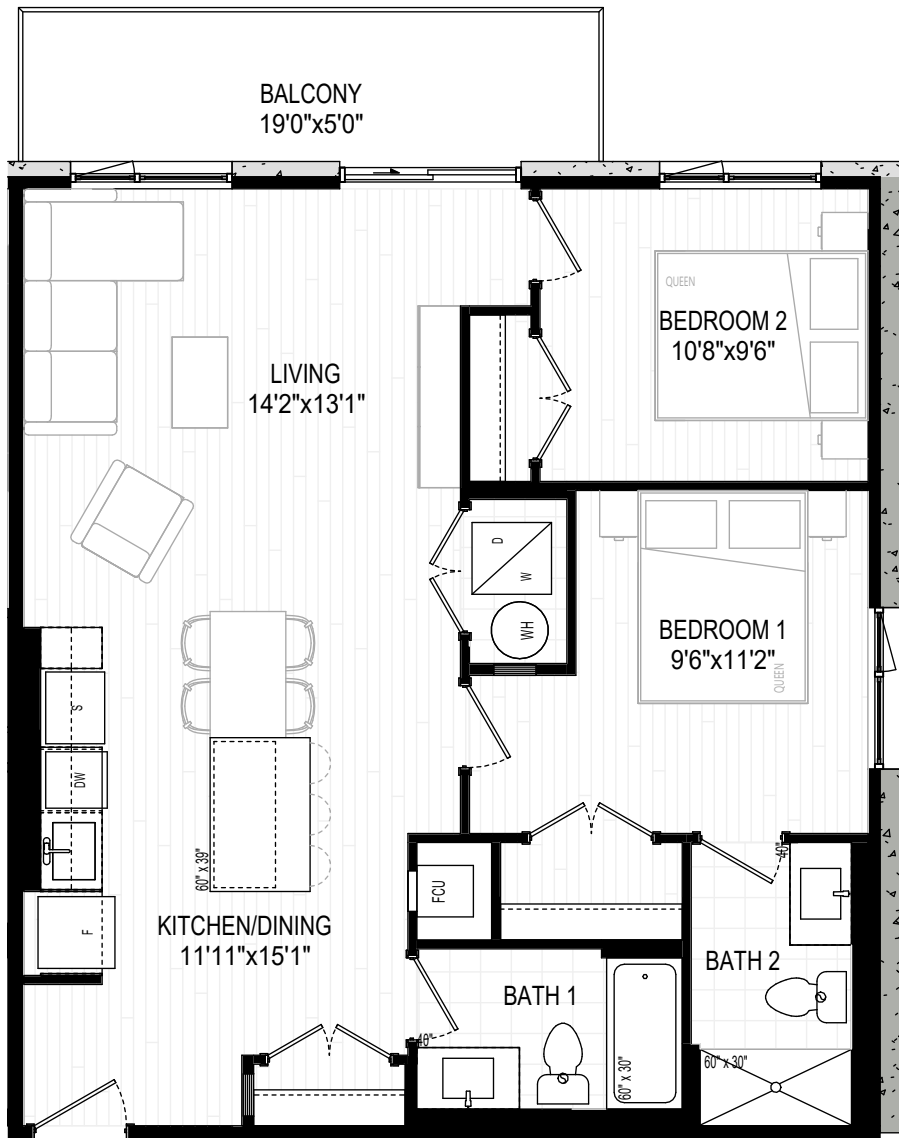 BALCONY
19'0"x5'0"
QUEEN
BEDROOM 2
10'8"x9'6"
LIVING
14'2"x13'1"
D
W
WH
BEDROOM 1
9'6"x11'2"
QUEEN
S
DW
60" x 39"
40"
FCU
F
KITCHEN/DINING
11'11"x15'1"
BATH 2
BATH 1
40"
60" x 30"
60" x 30"